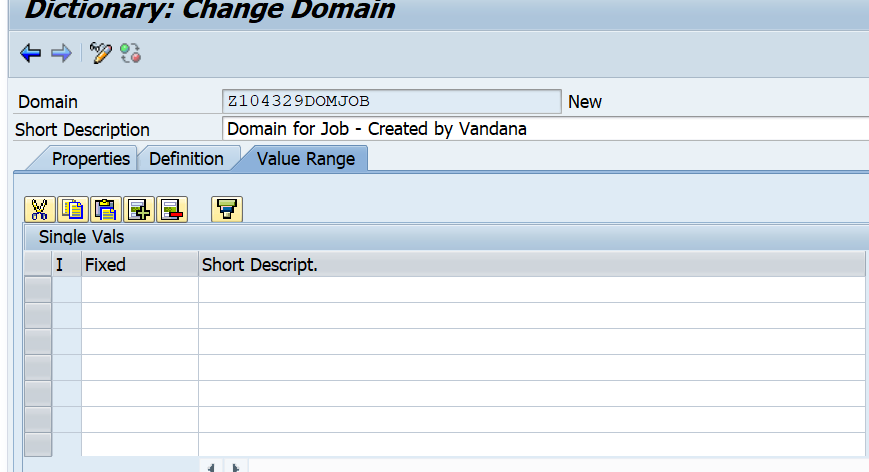 Dictionary: Change Domain
Domain Z104329DOMJOB New
Short Description Domain for Job - Created by Vandana
Properties Definition Value Range
Single Vals
I Fixed Short Descript.